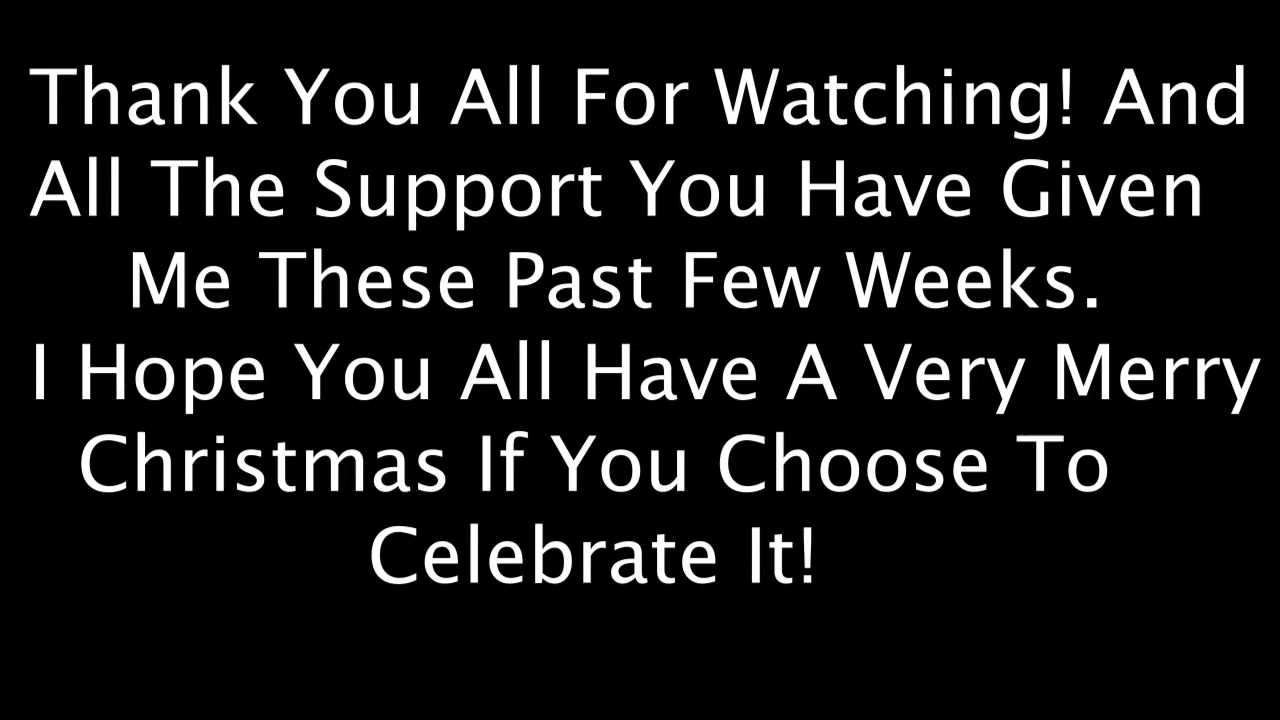 Thank You All For Watching! And
All The Support You Have Given
Me These Past Few Weeks.
I Hope You All Have A Very Merry
Christmas If You Choose To
Celebrate It!